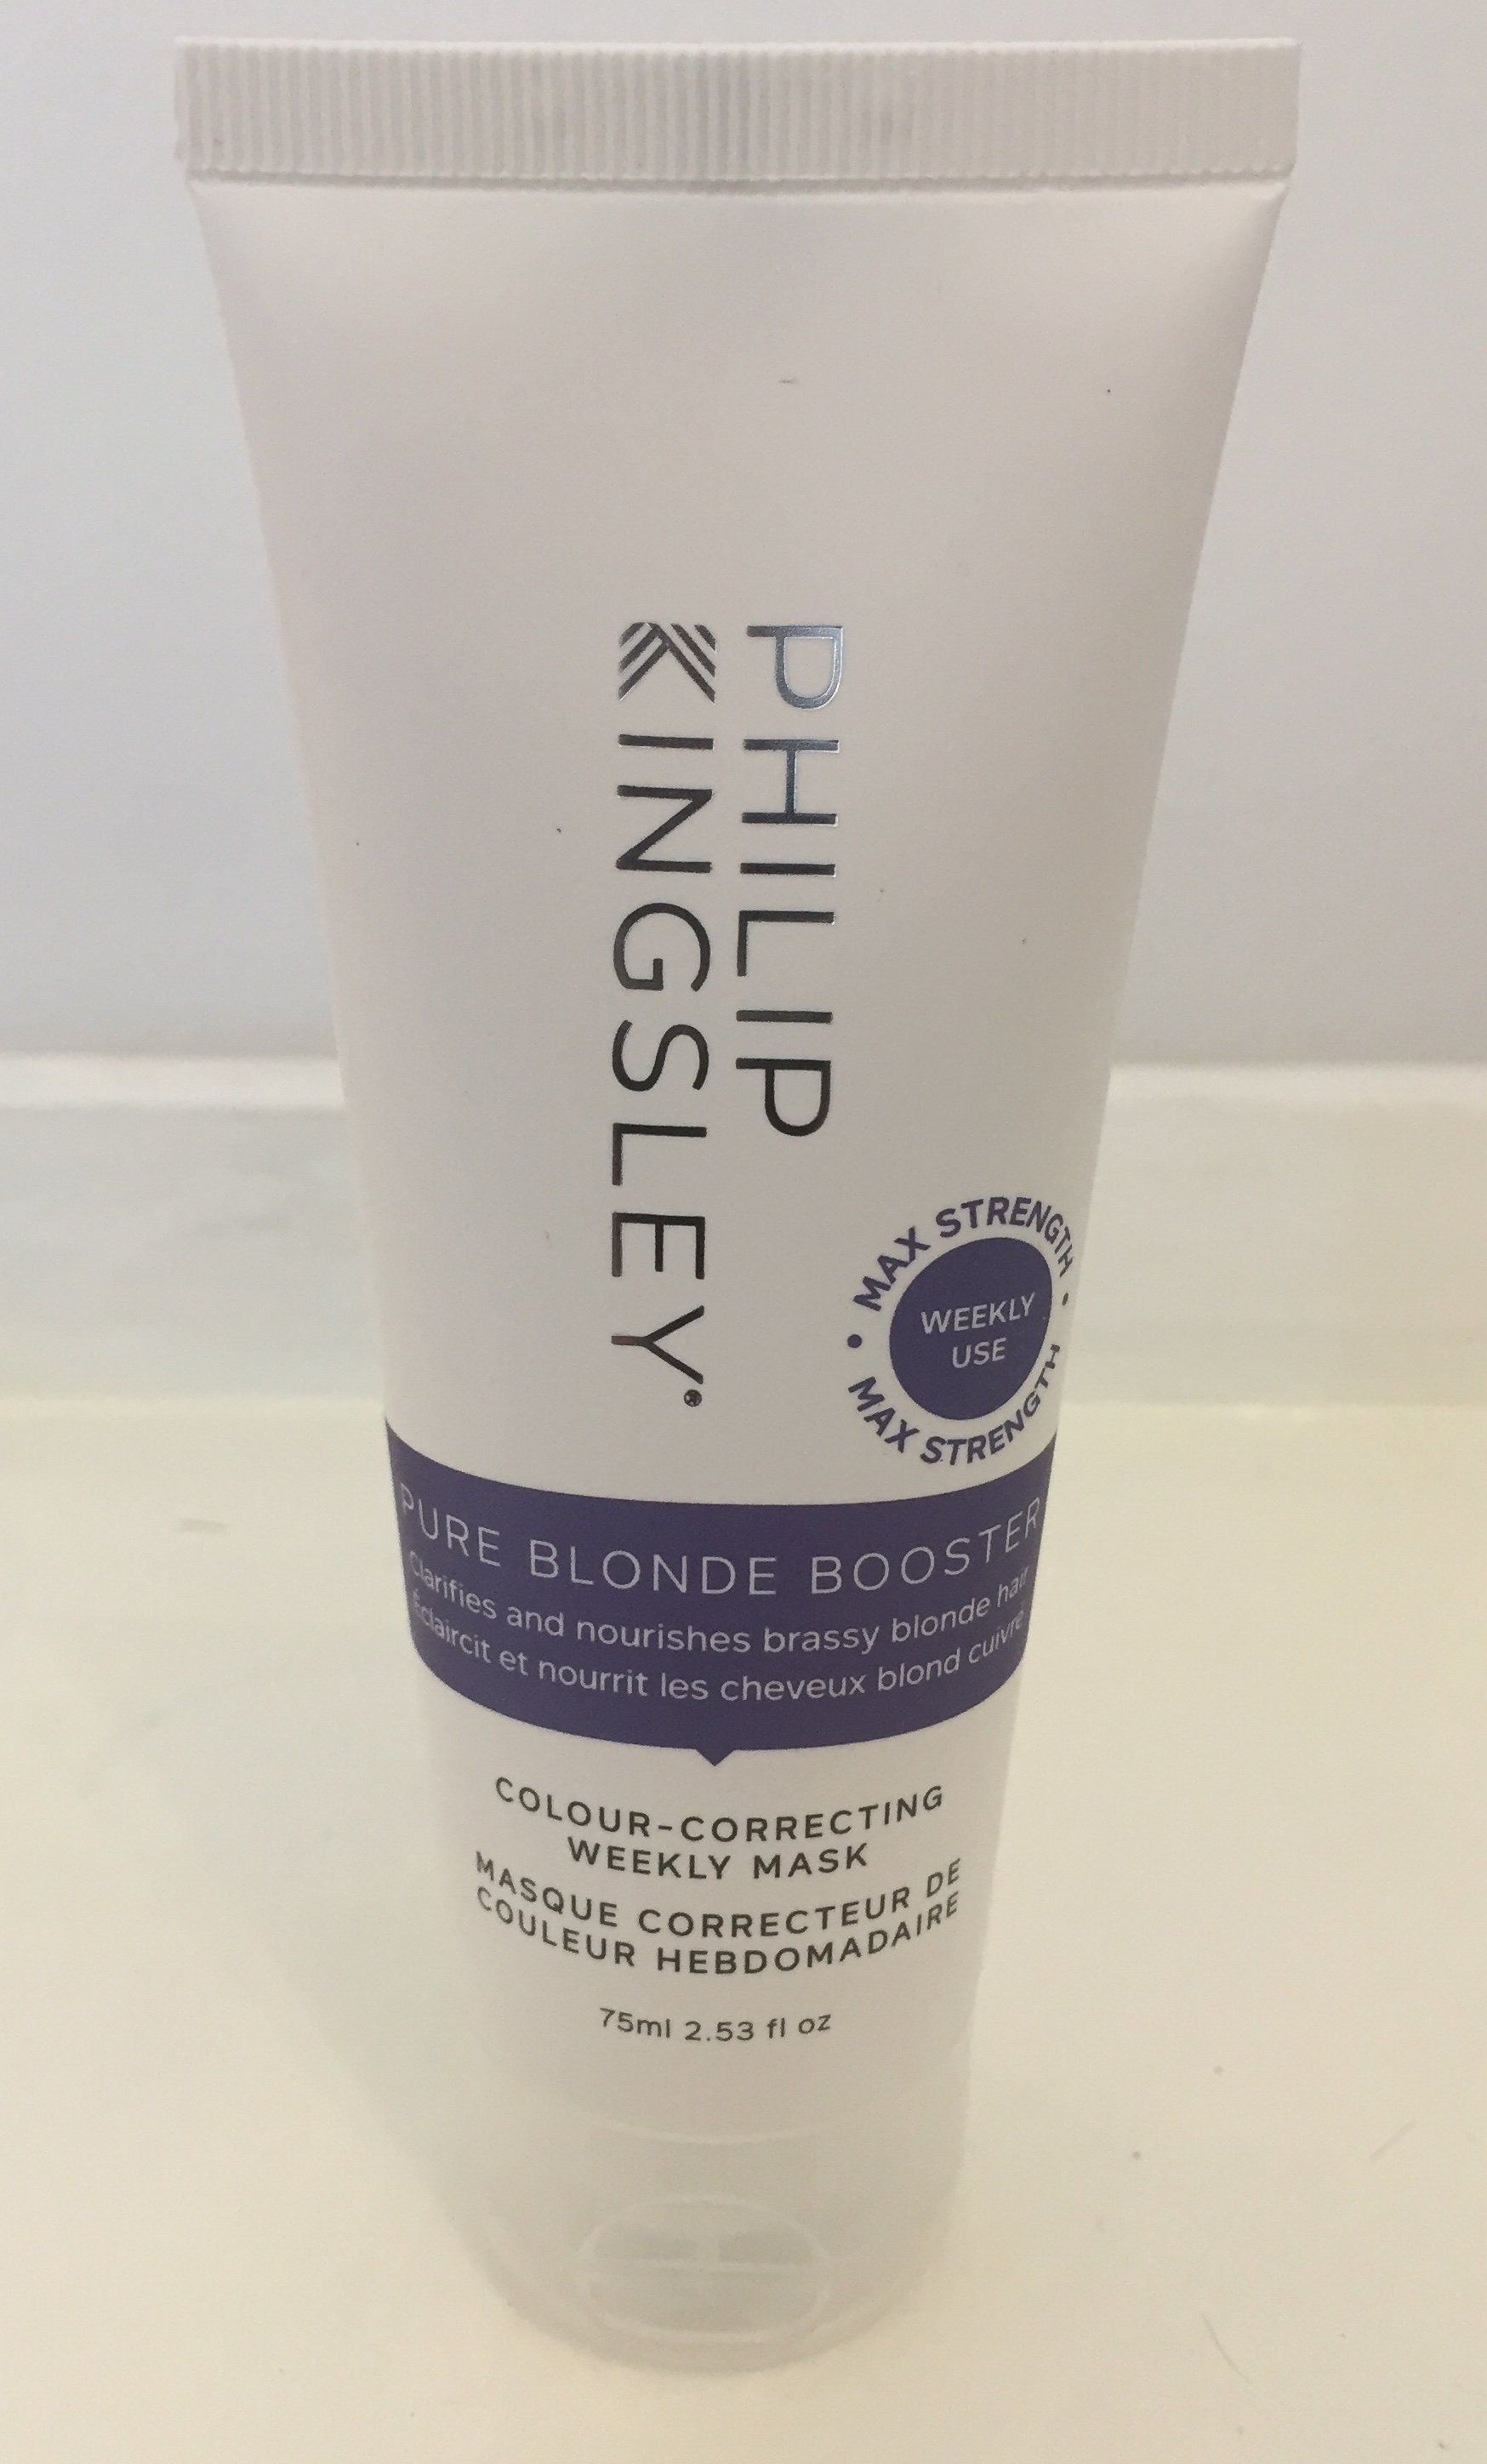 PHILIP
KINGSLEY®
MAX STRENGTH • MAX STRENGTH •
WEEKLY
USE
PURE BLONDE BOOSTER
Clarifies and nourishes brassy blonde hair
Éclaircit et nourrit les cheveux blond cuivré
COLOUR-CORRECTING
WEEKLY MASK
MASQUE CORRECTEUR DE
COULEUR HEBDOMADAIRE
75ml 2.53 fl oz